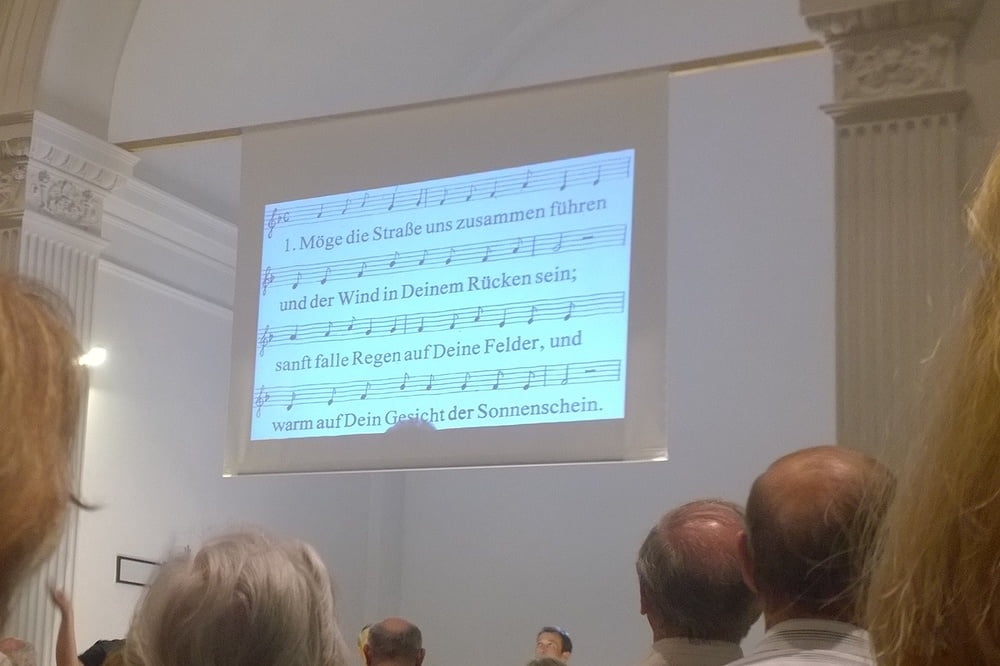 1. Möge die Straße uns zusammen führen
und der Wind in Deinem Rücken sein;
sanft falle Regen auf Deine Felder, und
warm auf Dein Gesicht der Sonnenschein.